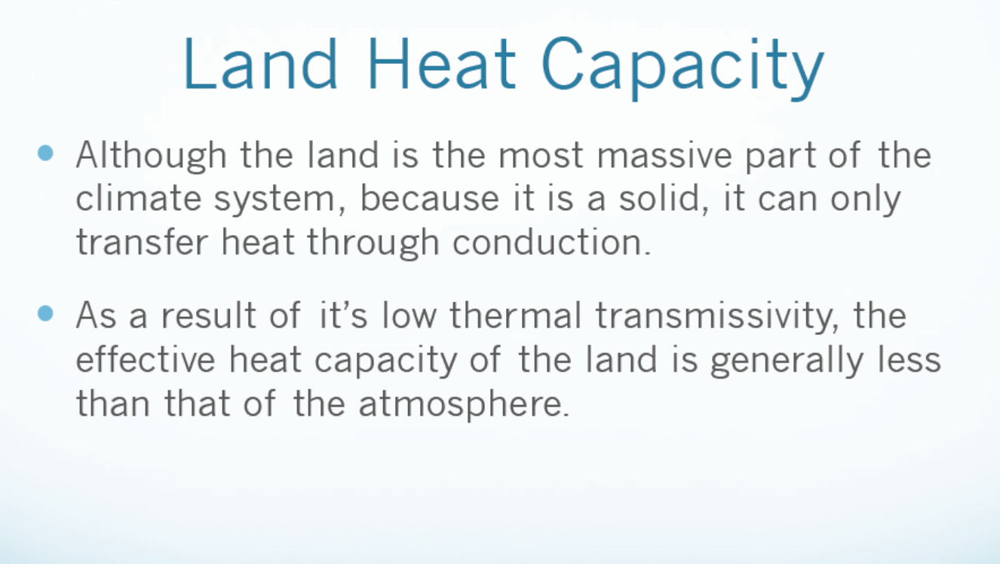 Land Heat Capacity
Although the land is the most massive part of the
climate system, because it is a solid, it can only
transfer heat through conduction.
As a result of it’s low thermal transmissivity, the
effective heat capacity of the land is generally less
than that of the atmosphere.